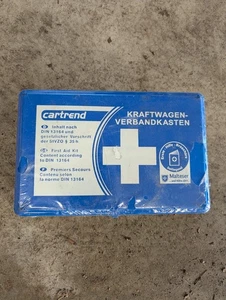 cartrend
KRAFTWAGEN-
VERBANDKASTEN
Inhalt nach
DIN 13164 und
gesetzlicher Vorschrift
der StVZO § 35 h.
First Aid Kit
Content according
to DIN 13164
Premiers Secours
Contenu selon
la norme DIN 13164
Malteser